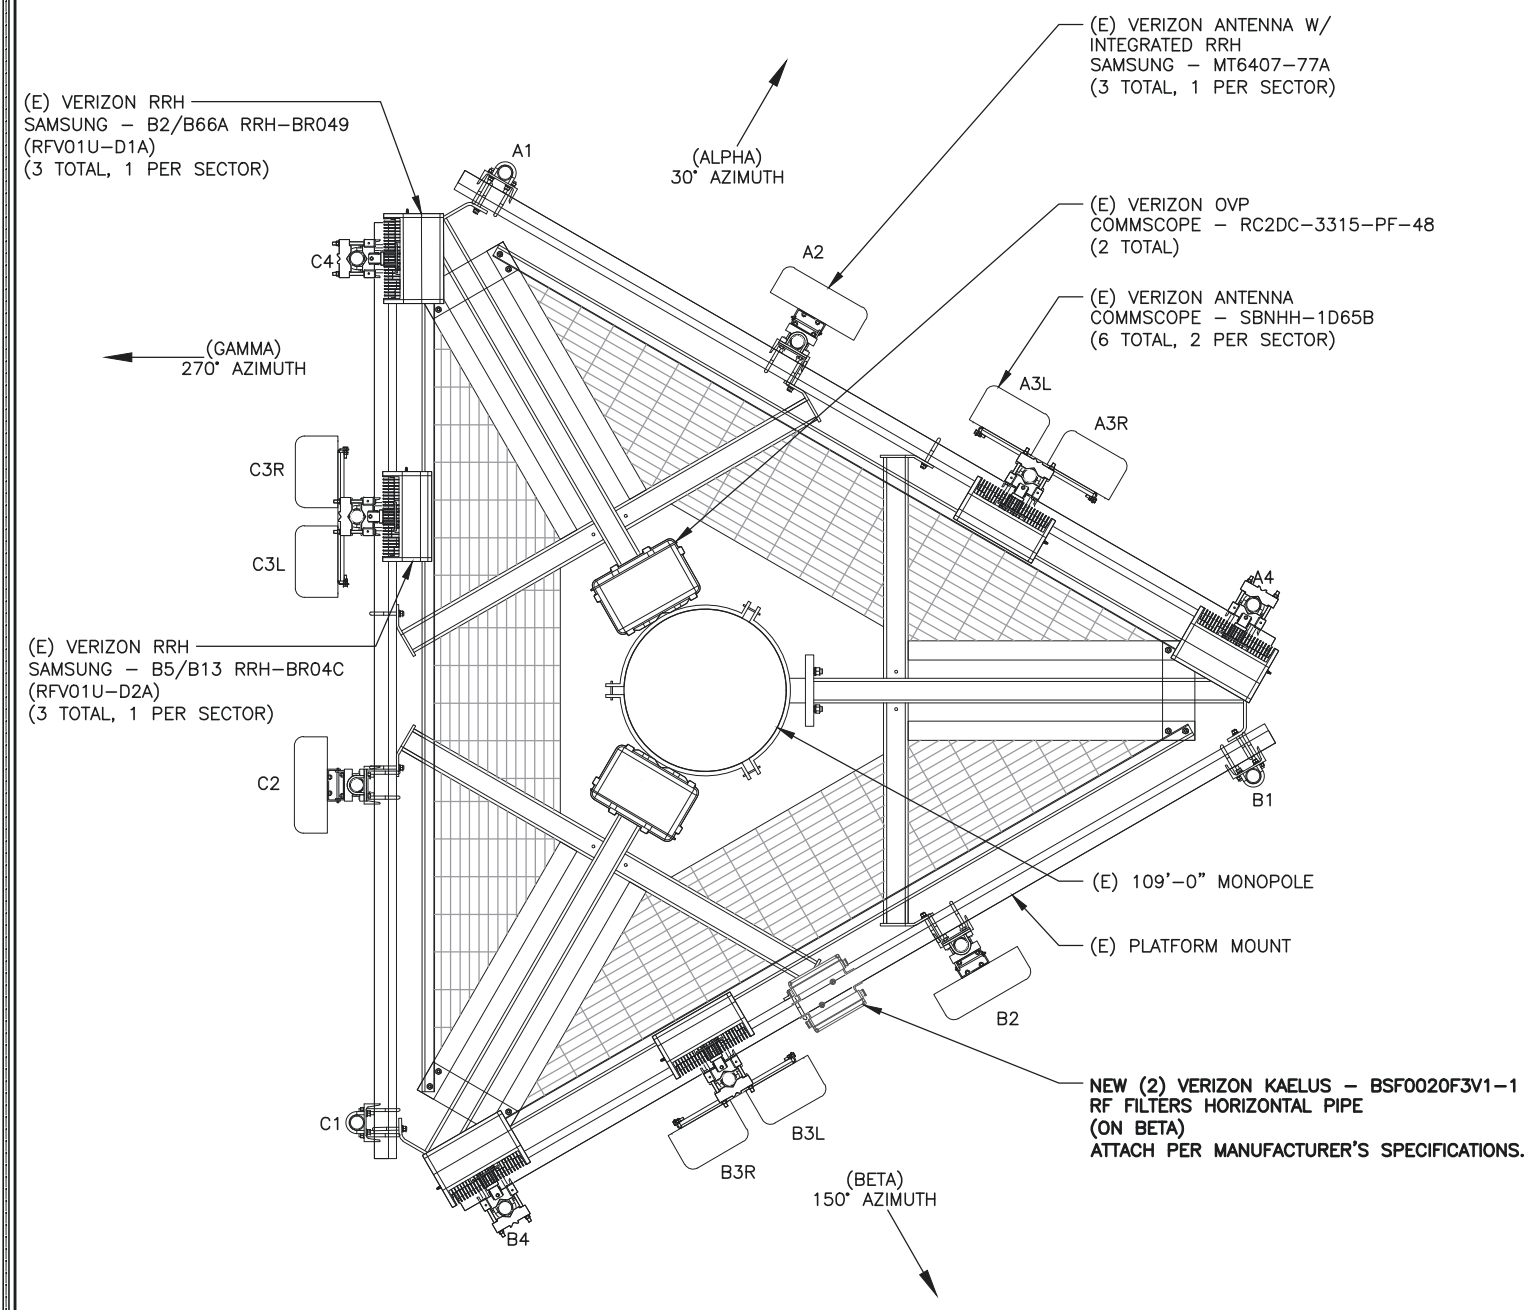 (E) VERIZON ANTENNA W/
INTEGRATED RRH
SAMSUNG – MT6407–77A
(3 TOTAL, 1 PER SECTOR)
(E) VERIZON RRH
SAMSUNG – B2/B66A RRH–BR049
(RFV01U–D1A)
(3 TOTAL, 1 PER SECTOR)
A1
(ALPHA)
30° AZIMUTH
(E) VERIZON OVP
COMMSCOPE – RC2DC–3315–PF–48
(2 TOTAL)
A2
C4
(E) VERIZON ANTENNA
COMMSCOPE – SBNHH–1D65B
(6 TOTAL, 2 PER SECTOR)
(GAMMA)
270° AZIMUTH
A3L
A3R
C3R
C3L
A4
(E) VERIZON RRH
SAMSUNG – B5/B13 RRH–BR04C
(RFV01U–D2A)
(3 TOTAL, 1 PER SECTOR)
C2
B1
(E) 109'–0" MONOPOLE
(E) PLATFORM MOUNT
B2
NEW (2) VERIZON KAELUS – BSF0020F3V1–1
RF FILTERS HORIZONTAL PIPE
(ON BETA)
ATTACH PER MANUFACTURER'S SPECIFICATIONS.
C1
B3L
B3R
(BETA)
150° AZIMUTH
B4